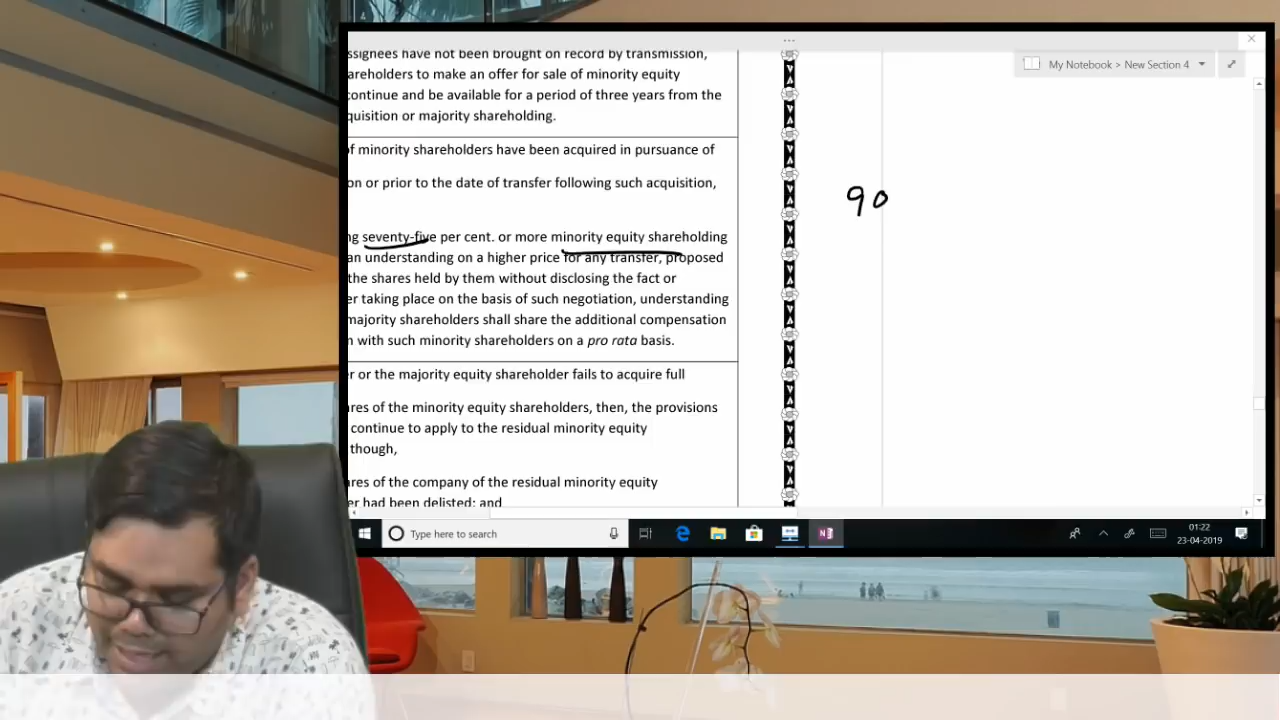 My Notebook > New Section 4
ssignees have not been brought on record by transmission,
areholders to make an offer for sale of minority equity
continue and be available for a period of three years from the
quisition or majority shareholding.
of minority shareholders have been acquired in pursuance of
on or prior to the date of transfer following such acquisition,
ng seventy-five per cent. or more minority equity shareholding
an understanding on a higher price for any transfer, proposed
the shares held by them without disclosing the fact or
er taking place on the basis of such negotiation, understanding
majority shareholders shall share the additional compensation
n with such minority shareholders on a pro rata basis.
er or the majority equity shareholder fails to acquire full
ares of the minority equity shareholders, then, the provisions
continue to apply to the residual minority equity
though,
ares of the company of the residual minority equity
er had been delisted; and
90
Type here to search
01:22
23-04-2019